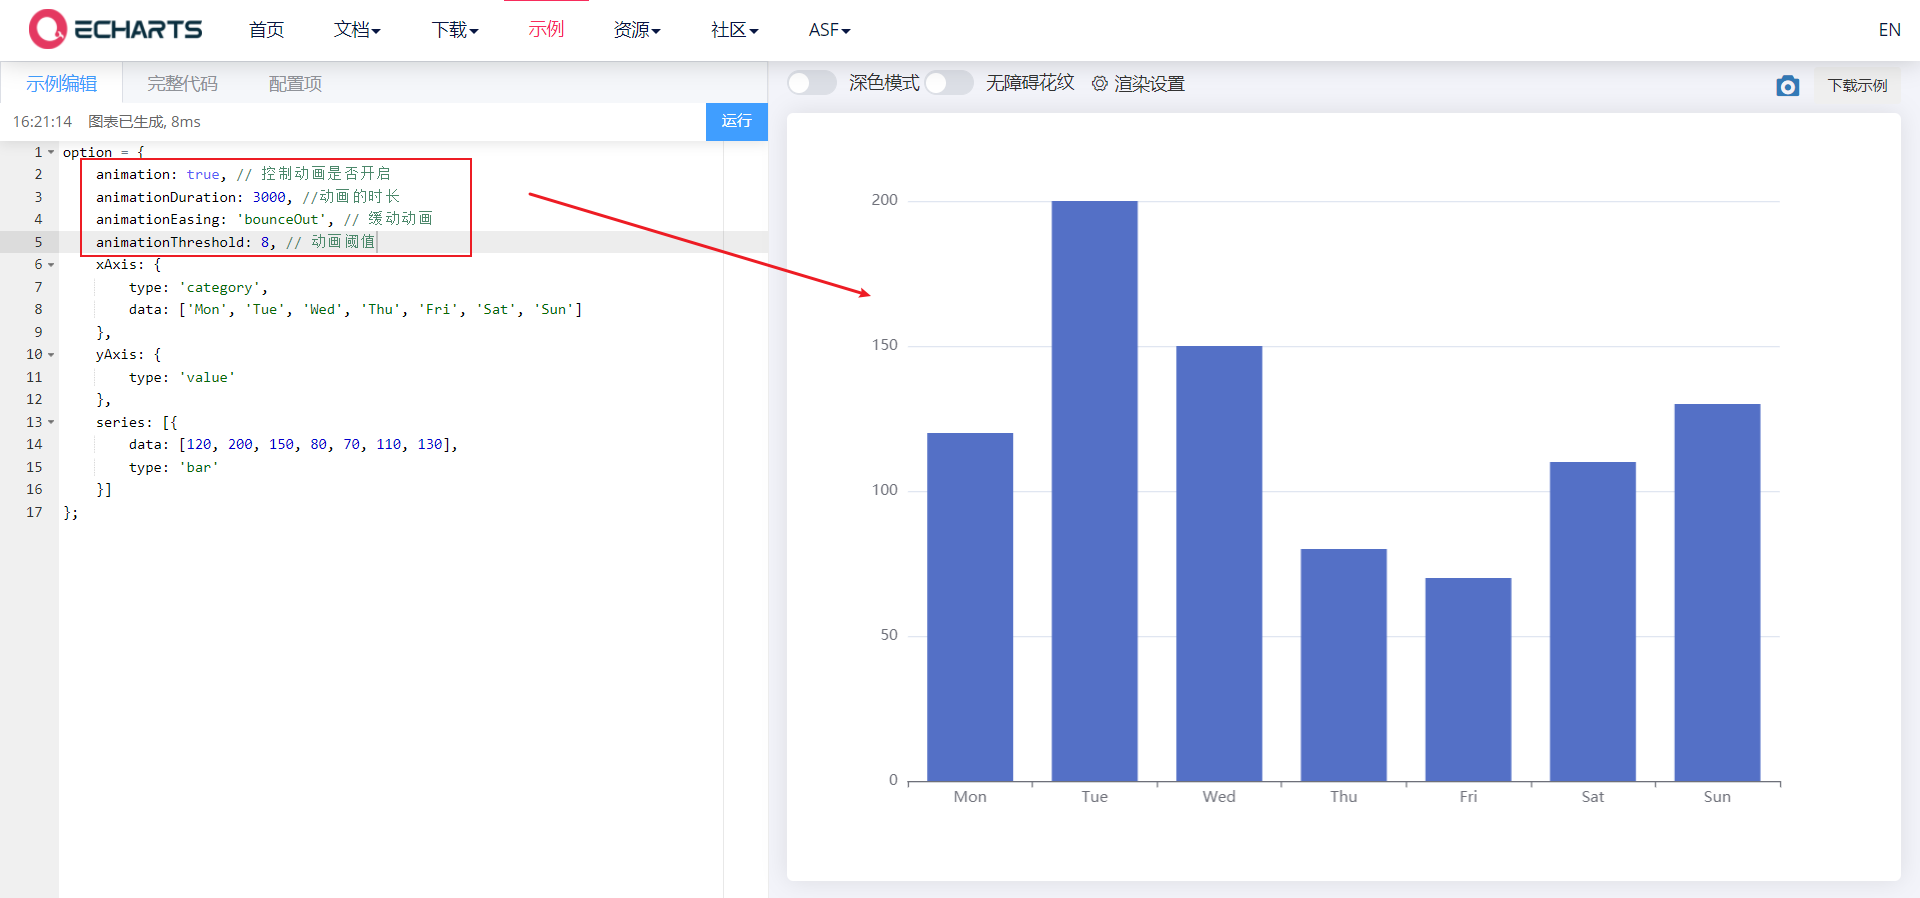 ECHARTS 首页 文档 下载 示例 资源 社区 ASF EN
示例编辑 完整代码 配置项
深色模式 无障碍花纹 渲染设置 下载示例
16:21:14 图表已生成, 8ms 运行
1 option = {
2 animation: true, // 控制动画是否开启
3 animationDuration: 3000, //动画的时长
4 animationEasing: 'bounceOut', // 缓动动画
5 animationThreshold: 8, // 动画阈值
6 xAxis: {
7 type: 'category',
8 data: ['Mon', 'Tue', 'Wed', 'Thu', 'Fri', 'Sat', 'Sun']
9 },
10 yAxis: {
11 type: 'value'
12 },
13 series: [{
14 data: [120, 200, 150, 80, 70, 110, 130],
15 type: 'bar'
16 }]
17 };
200
150
100
50
0
Mon Tue Wed Thu Fri Sat Sun